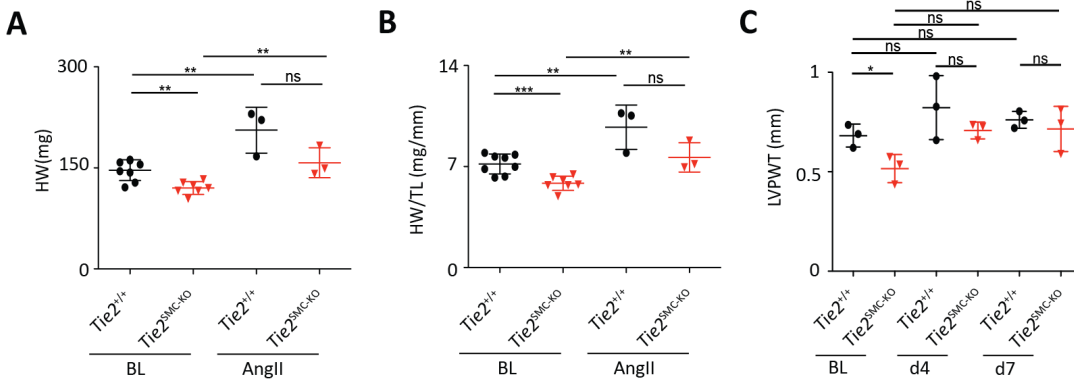 A
HW(mg)
300
150
0
**
**
**
ns
Tie2+/+
Tie2SMC-KO
Tie2+/+
Tie2SMC-KO
BL
AngII
B
HW/TL (mg/mm)
14
7
0
**
**
***
ns
Tie2+/+
Tie2SMC-KO
Tie2+/+
Tie2SMC-KO
BL
AngII
C
LVPWT (mm)
1
0.5
0
ns
ns
ns
ns
*
ns
ns
Tie2+/+
Tie2SMC-KO
Tie2+/+
Tie2SMC-KO
Tie2+/+
Tie2SMC-KO
BL
d4
d7